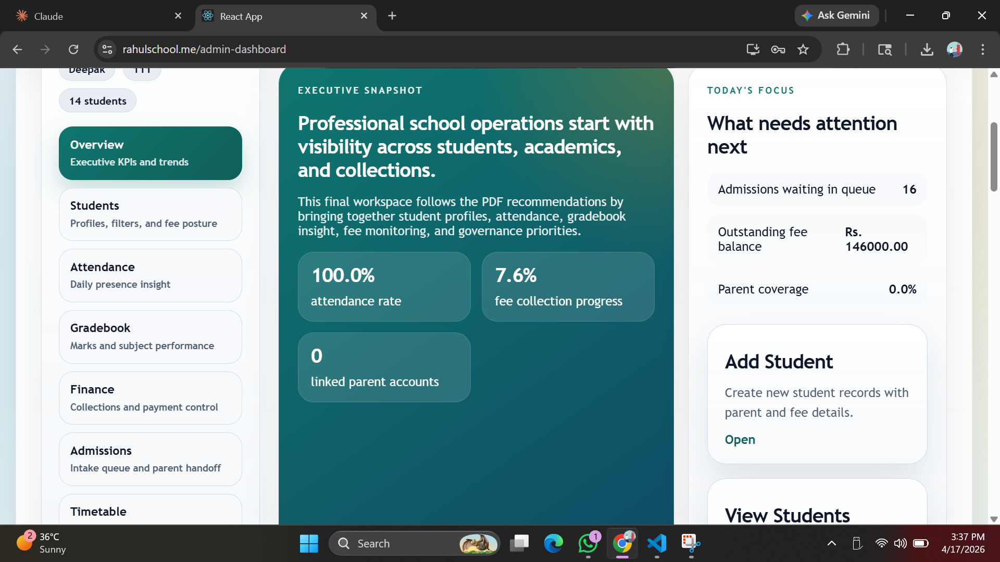 Claude
React App
Ask Gemini
rahulschool.me/admin-dashboard
Deepak
14 students
Overview
Executive KPIs and trends
Students
Profiles, filters, and fee posture
Attendance
Daily presence insight
Gradebook
Marks and subject performance
Finance
Collections and payment control
Admissions
Intake queue and parent handoff
Timetable
EXECUTIVE SNAPSHOT
Professional school operations start with
visibility across students, academics,
and collections.
This final workspace follows the PDF recommendations by
bringing together student profiles, attendance, gradebook
insight, fee monitoring, and governance priorities.
100.0%
attendance rate
7.6%
fee collection progress
0
linked parent accounts
TODAY'S FOCUS
What needs attention
next
Admissions waiting in queue 16
Outstanding fee
balance
Rs.
146000.00
Parent coverage 0.0%
Add Student
Create new student records with
parent and fee details.
Open
View Students
2
36°C
Sunny
Search
1
3:37 PM
4/17/2026